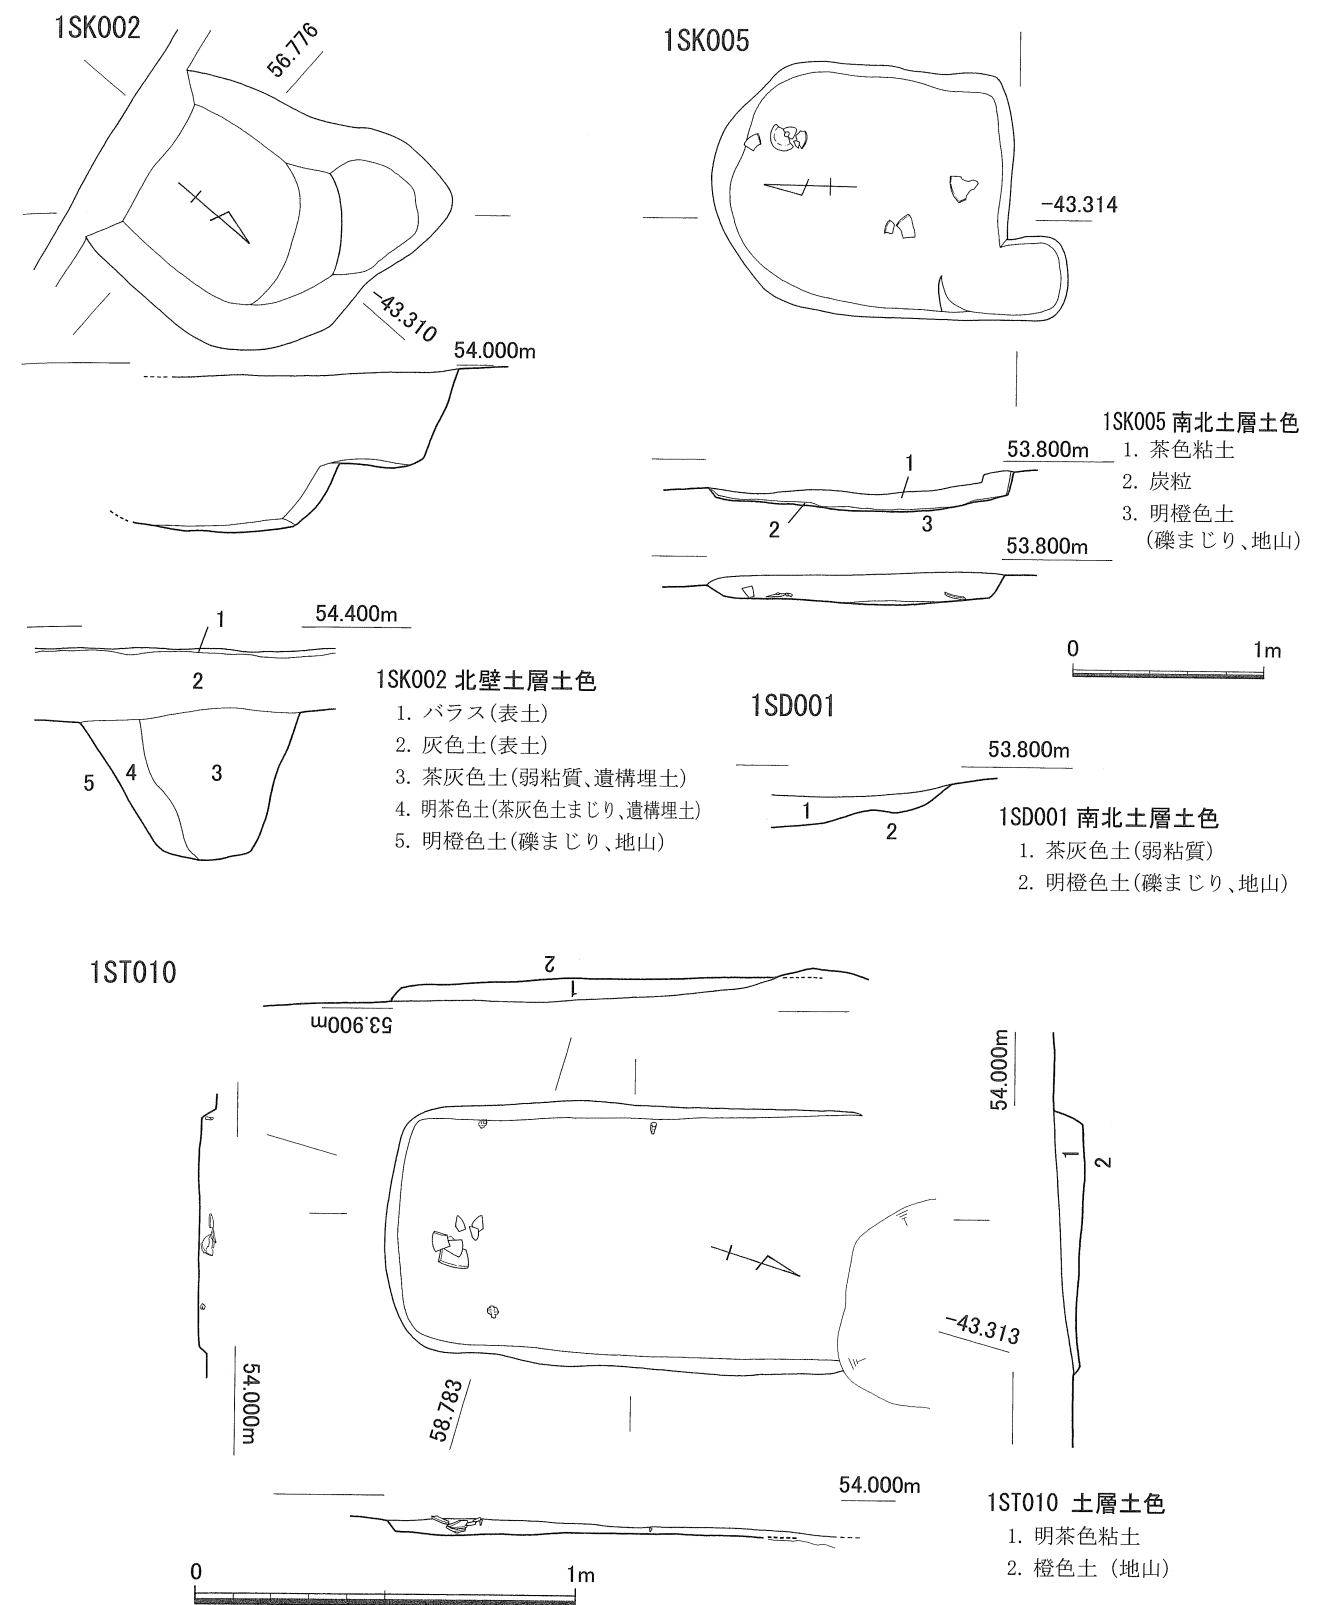 1SK002
56.776
-43.310
54.000m
1SK005
-43.314
1SK005 南北土層土色
1. 茶色粘土
2. 炭粒
3. 明橙色土
(礫まじり、地山)
53.800m
1
2
3
53.800m
0 1m
54.400m
1
2
3
4
5
1SK002 北壁土層土色
1. バラス(表土)
2. 灰色土(表土)
3. 茶灰色土(弱粘質、遺構埋土)
4. 明茶色土(茶灰色土まじり、遺構埋土)
5. 明橙色土(礫まじり、地山)
1SD001
53.800m
1
2
1SD001 南北土層土色
1. 茶灰色土(弱粘質)
2. 明橙色土(礫まじり、地山)
1ST010
2
1
53.900m
54.000m
1
2
-43.313
54.000m
58.783
54.000m
1ST010 土層土色
1. 明茶色粘土
2. 橙色土 (地山)
0 1m